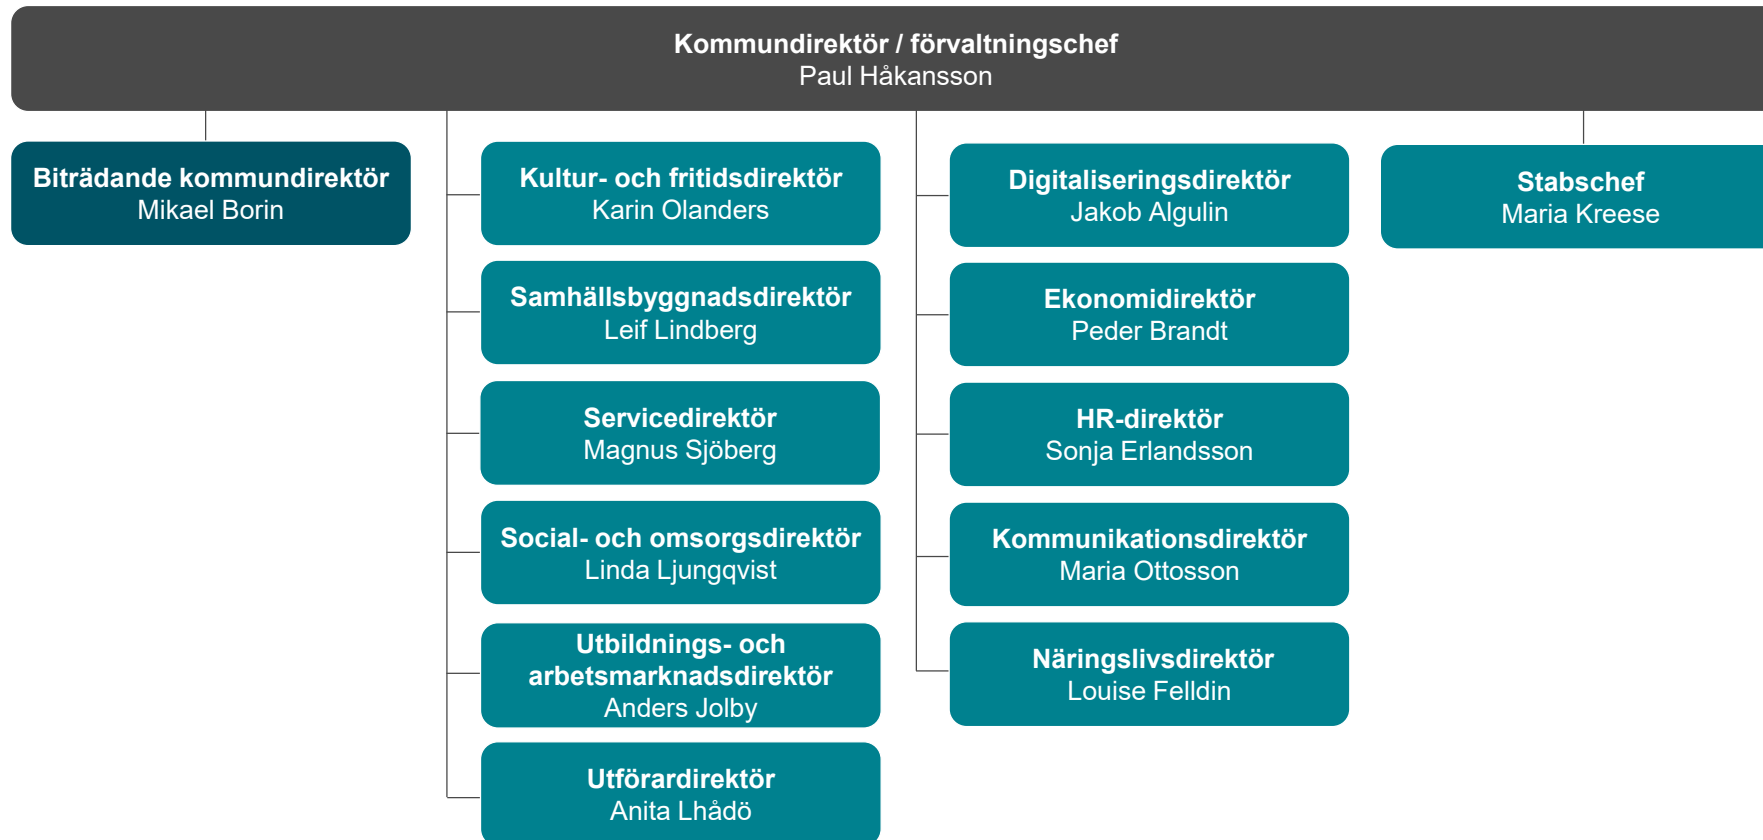 Kommundirektör / förvaltningschef
Paul Håkansson
Biträdande kommundirektör
Mikael Borin
Kultur- och fritidsdirektör
Karin Olanders
Samhällsbyggnadsdirektör
Leif Lindberg
Servicedirektör
Magnus Sjöberg
Social- och omsorgsdirektör
Linda Ljungqvist
Utbildnings- och
arbetsmarknadsdirektör
Anders Jolby
Utförardirektör
Anita Lhådö
Digitaliseringsdirektör
Jakob Algulin
Ekonomidirektör
Peder Brandt
HR-direktör
Sonja Erlandsson
Kommunikationsdirektör
Maria Ottosson
Näringslivsdirektör
Louise Felldin
Stabschef
Maria Kreese